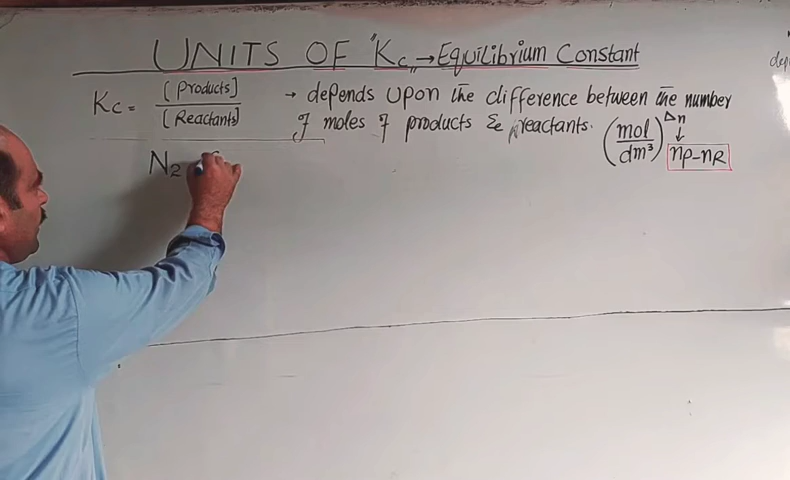 UNITS OF "Kc → Equilibrium Constant
Kc = [Products] / [Reactants] → depends upon the difference between the number
of moles of products & reactants. (mol/dm³)^Δn
↓
nP-nR
N₂
dep